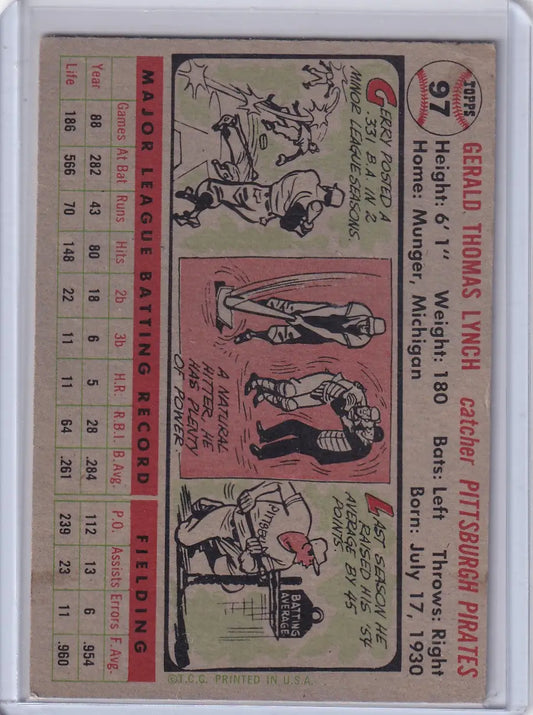 TOPPS
97
GERALD THOMAS LYNCH catcher PITTSBURGH PIRATES
Height: 6' 1" Weight: 180 Bats: Left Throws: Right
Home: Munger, Michigan Born: July 17, 1930
GERRY POSTED A
.331 B.A. IN 2
MINOR LEAGUE SEASONS.
A NATURAL
HITTER, HE
HAS PLENTY
OF POWER.
LAST SEASON HE
RAISED HIS '54
AVERAGE BY 45
POINTS
PITTSBU
BATTING
AVERAGE
MAJOR LEAGUE BATTING RECORD FIELDING
Games At Bat Runs Hits 2b 3b H.R. R.B.I. B.Avg. P.O. Assists Errors F.Avg.
Year 88 282 43 80 18 6 5 28 .284 112 13 6 .954
Life 186 566 70 148 22 11 11 64 .261 239 23 11 .960
©T.C.G. PRINTED IN U.S.A.